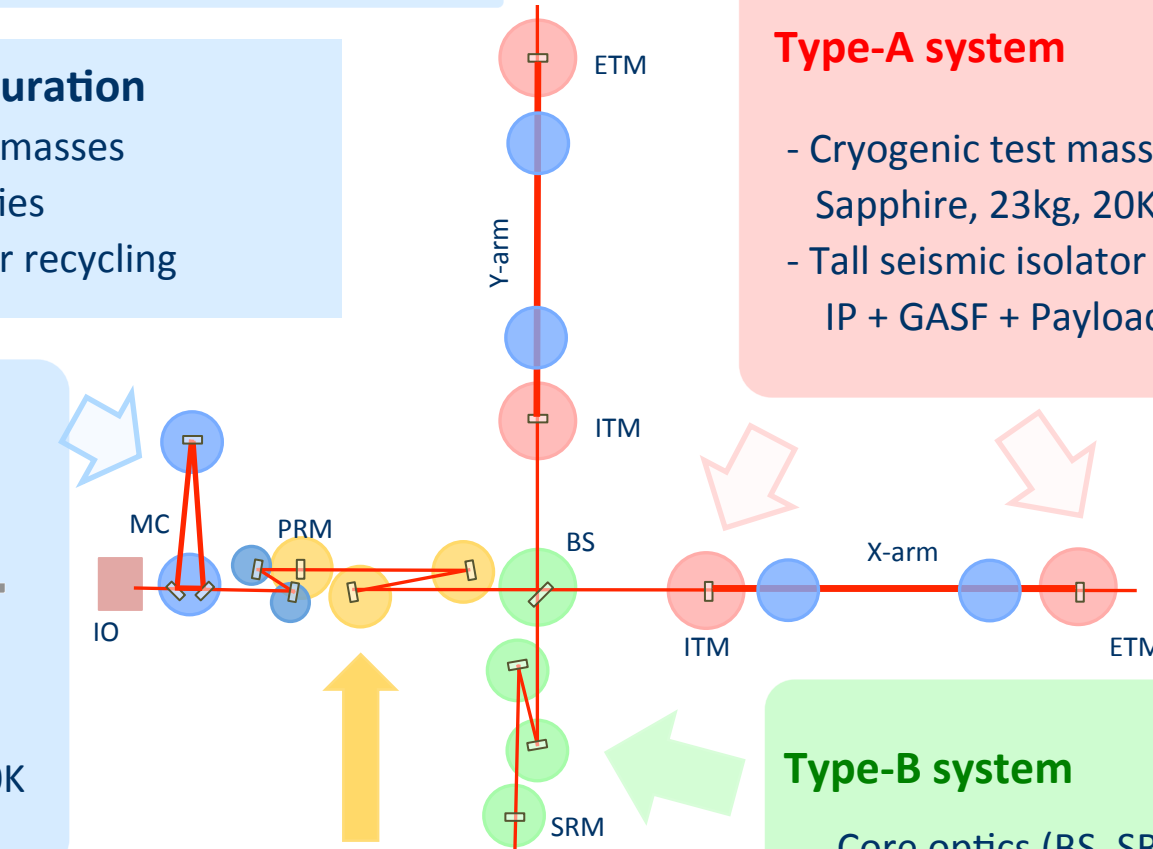 uration
masses
ies
r recycling
ETM
Y-arm
ITM
Type-A system
- Cryogenic test mass
Sapphire, 23kg, 20K
- Tall seismic isolator
IP + GASF + Payload
MC
PRM
BS
X-arm
IO
ITM
ETM
0K
SRM
Type-B system
Core optics (BS, SR